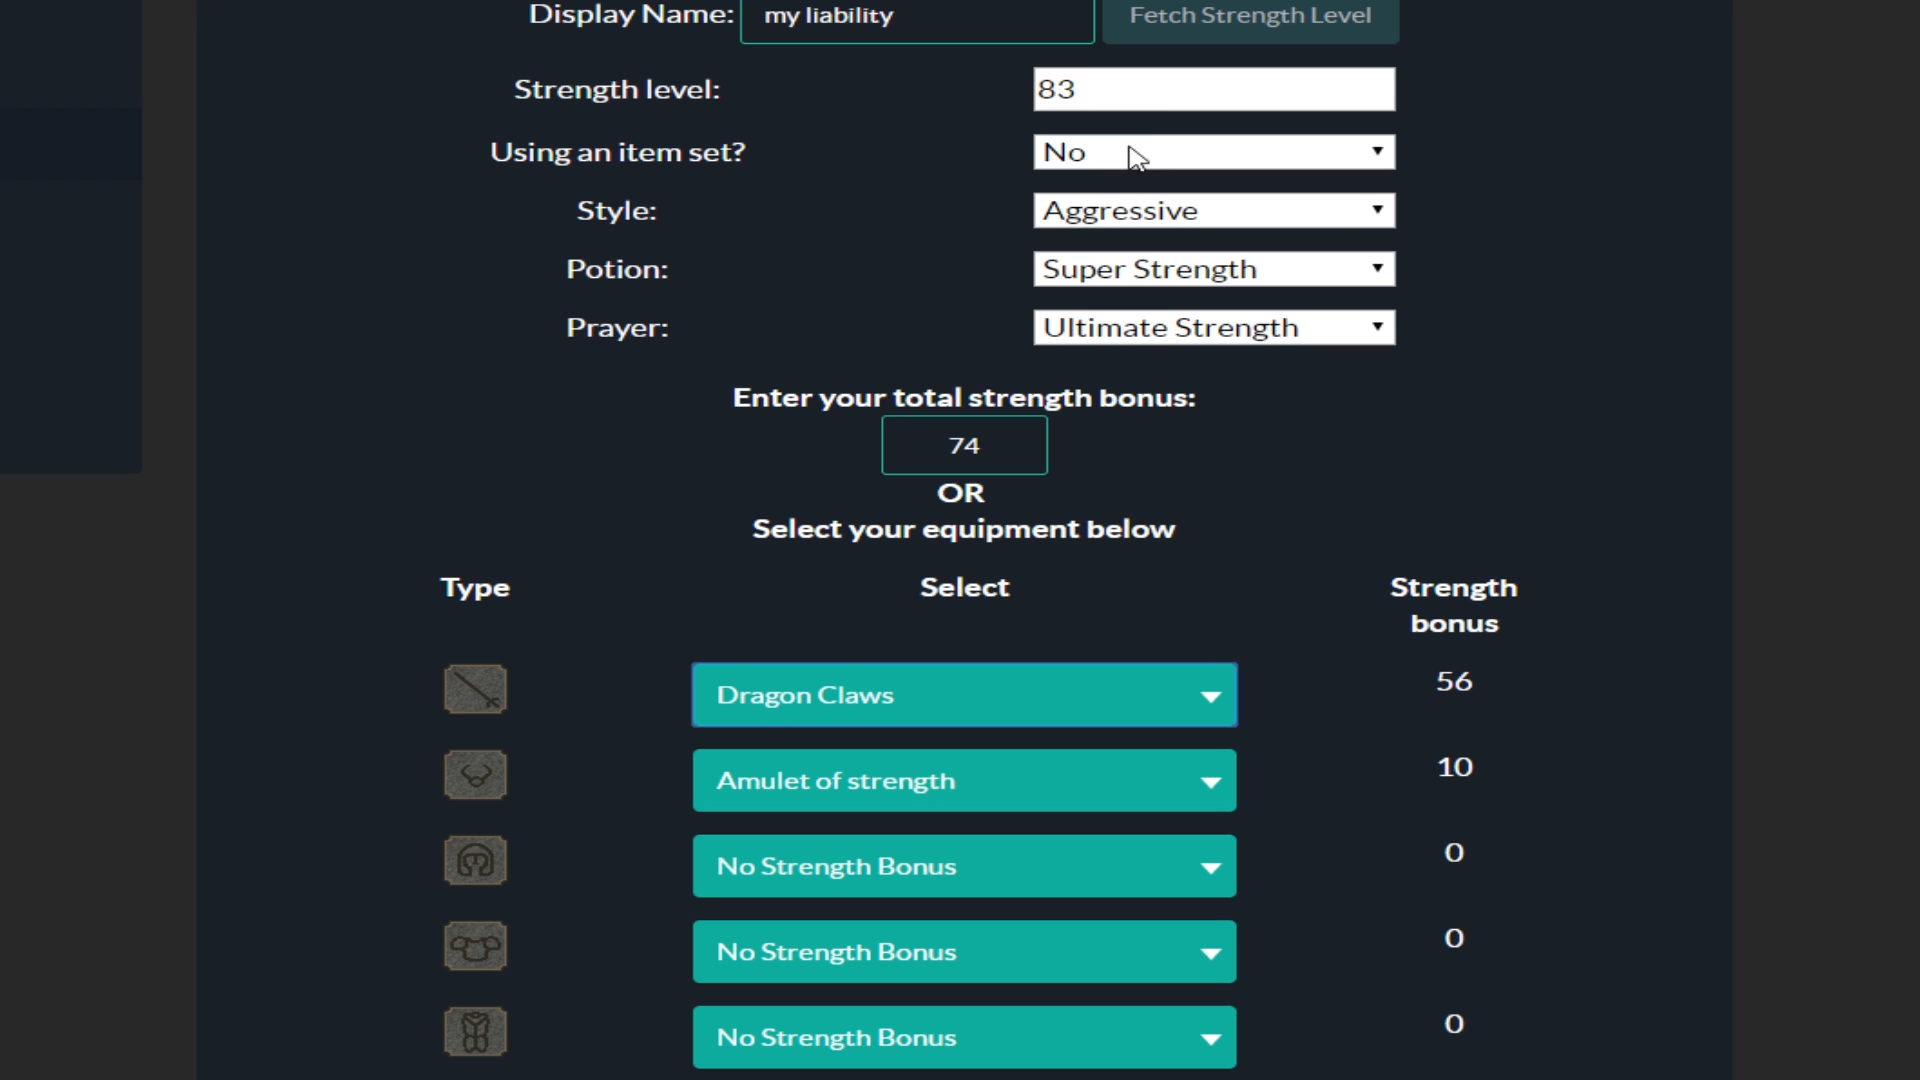 Display Name: my liability Fetch Strength Level
Strength level: 83
Using an item set? No
Style: Aggressive
Potion: Super Strength
Prayer: Ultimate Strength
Enter your total strength bonus:
74
OR
Select your equipment below
Type Select Strength bonus
Dragon Claws 56
Amulet of strength 10
No Strength Bonus 0
No Strength Bonus 0
No Strength Bonus 0